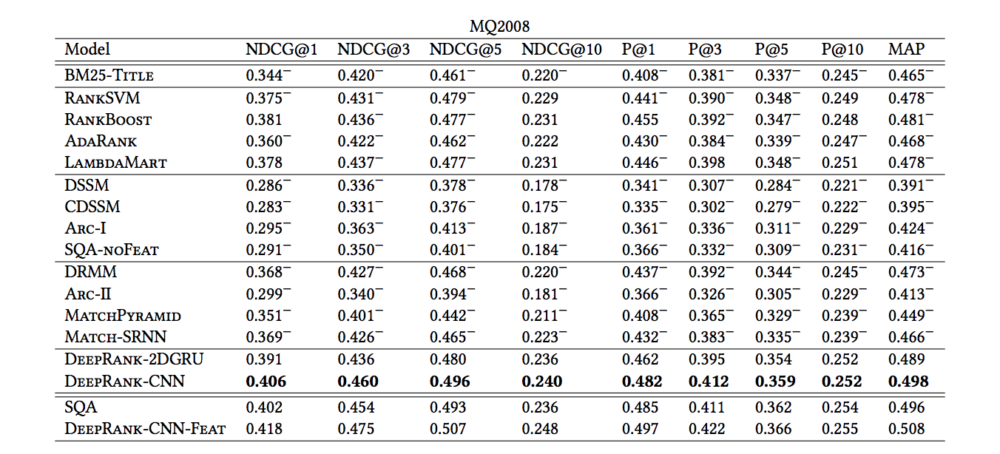 MQ2008
Model NDCG@1 NDCG@3 NDCG@5 NDCG@10 P@1 P@3 P@5 P@10 MAP
BM25-Title 0.344⁻ 0.420⁻ 0.461⁻ 0.220⁻ 0.408⁻ 0.381⁻ 0.337⁻ 0.245⁻ 0.465⁻
RankSVM 0.375⁻ 0.431⁻ 0.479⁻ 0.229 0.441⁻ 0.390⁻ 0.348⁻ 0.249 0.478⁻
RankBoost 0.381 0.436⁻ 0.477⁻ 0.231 0.455 0.392⁻ 0.347⁻ 0.248 0.481⁻
AdaRank 0.360⁻ 0.422⁻ 0.462⁻ 0.222 0.430⁻ 0.384⁻ 0.339⁻ 0.247⁻ 0.468⁻
LambdaMart 0.378 0.437⁻ 0.477⁻ 0.231 0.446⁻ 0.398 0.348⁻ 0.251 0.478⁻
DSSM 0.286⁻ 0.336⁻ 0.378⁻ 0.178⁻ 0.341⁻ 0.307⁻ 0.284⁻ 0.221⁻ 0.391⁻
CDSSM 0.283⁻ 0.331⁻ 0.376⁻ 0.175⁻ 0.335⁻ 0.302⁻ 0.279⁻ 0.222⁻ 0.395⁻
Arc-I 0.295⁻ 0.363⁻ 0.413⁻ 0.187⁻ 0.361⁻ 0.336⁻ 0.311⁻ 0.229⁻ 0.424⁻
SQA-noFeat 0.291⁻ 0.350⁻ 0.401⁻ 0.184⁻ 0.366⁻ 0.332⁻ 0.309⁻ 0.231⁻ 0.416⁻
DRMM 0.368⁻ 0.427⁻ 0.468⁻ 0.220⁻ 0.437⁻ 0.392⁻ 0.344⁻ 0.245⁻ 0.473⁻
Arc-II 0.299⁻ 0.340⁻ 0.394⁻ 0.181⁻ 0.366⁻ 0.326⁻ 0.305⁻ 0.229⁻ 0.413⁻
MatchPyramid 0.351⁻ 0.401⁻ 0.442⁻ 0.211⁻ 0.408⁻ 0.365⁻ 0.329⁻ 0.239⁻ 0.449⁻
Match-SRNN 0.369⁻ 0.426⁻ 0.465⁻ 0.223⁻ 0.432⁻ 0.383⁻ 0.335⁻ 0.239⁻ 0.466⁻
DeepRank-2DGRU 0.391 0.436 0.480 0.236 0.462 0.395 0.354 0.252 0.489
DeepRank-CNN 0.406 0.460 0.496 0.240 0.482 0.412 0.359 0.252 0.498
SQA 0.402 0.454 0.493 0.236 0.485 0.411 0.362 0.254 0.496
DeepRank-CNN-Feat 0.418 0.475 0.507 0.248 0.497 0.422 0.366 0.255 0.508